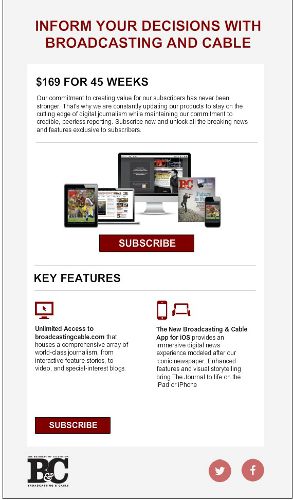 INFORM YOUR DECISIONS WITH
BROADCASTING AND CABLE
$169 FOR 45 WEEKS
Our commitment to creating value for our subscribers has never been
stronger. That's why we are constantly updating our products to stay on the
cutting edge of digital journalism while maintaining our commitment to
credible, peerless reporting. Subscribe now and unlock all the breaking news
and features exclusive to subscribers.
SUBSCRIBE
KEY FEATURES
Unlimited Access to
broadcastingcable.com that
houses a comprehensive array of
world-class journalism, from
interactive feature stories, to
video, and special-interest blogs.
The New Broadcasting & Cable
App for iOS provides an
immersive digital news
experience modeled after our
iconic newspaper. Enhanced
features and visual storytelling
bring The Journal to life on the
iPad or iPhone
SUBSCRIBE
B&C
BROADCASTING & CABLE